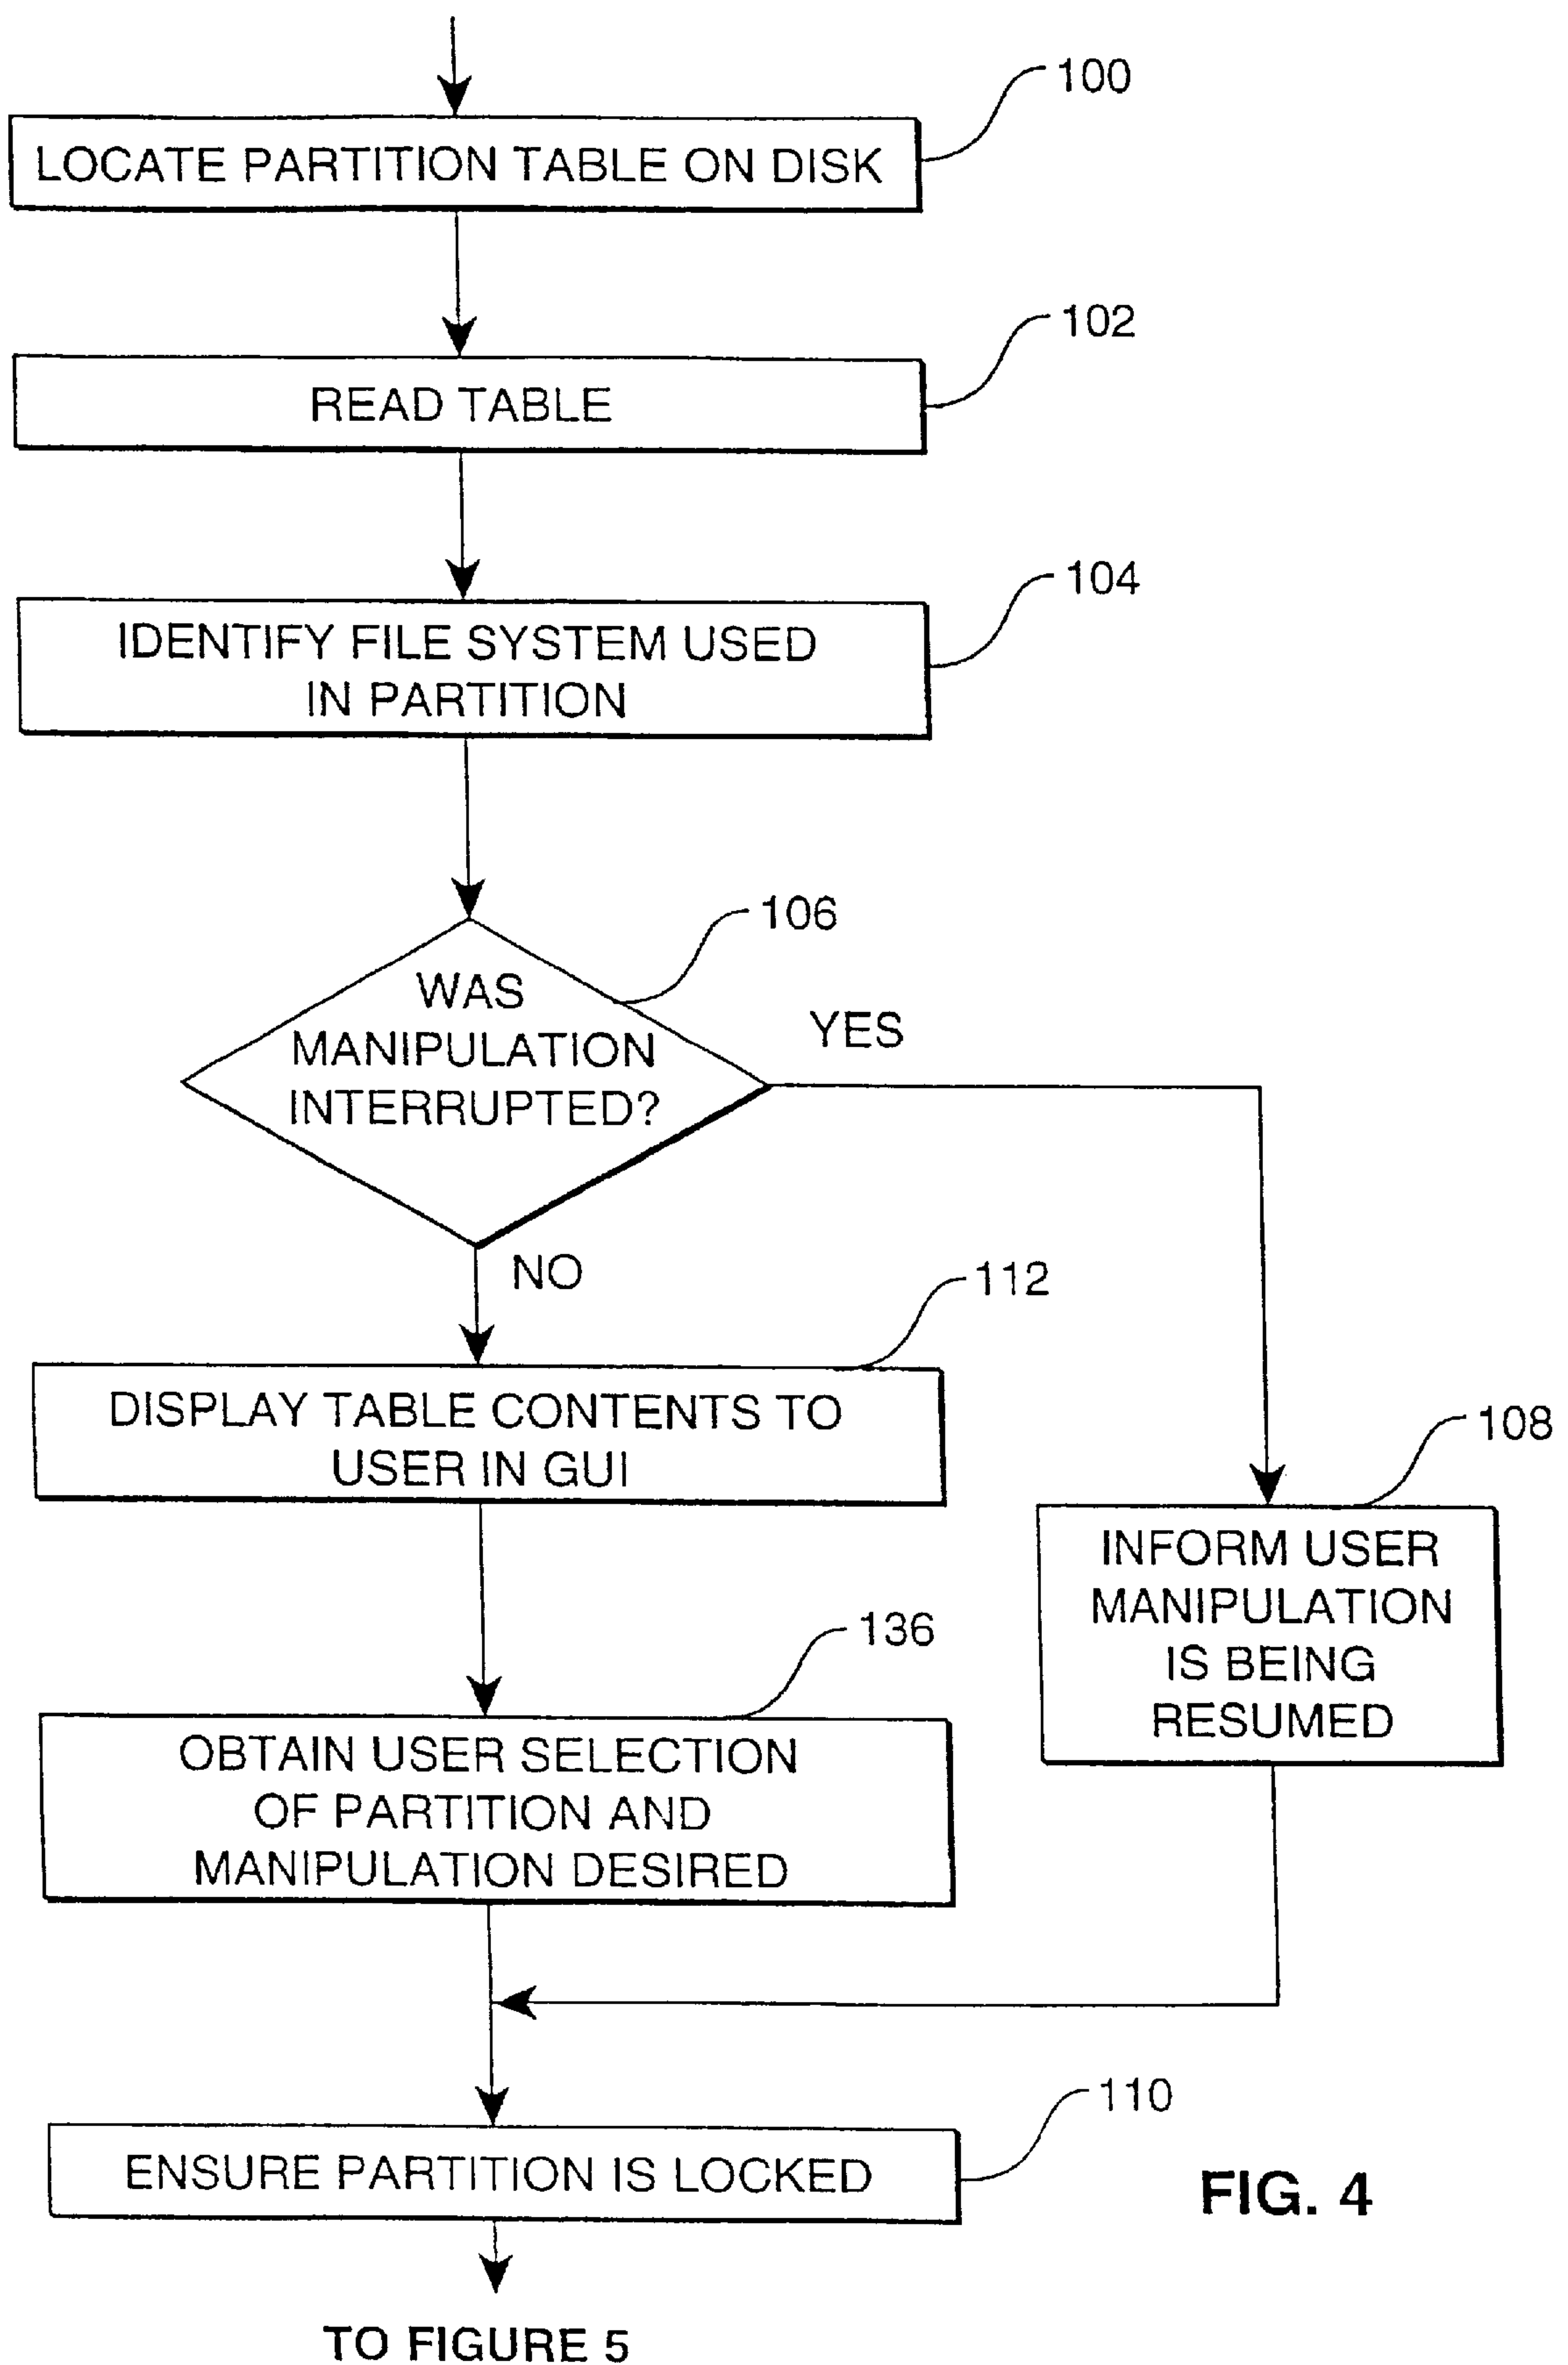 100
LOCATE PARTITION TABLE ON DISK
102
READ TABLE
104
IDENTIFY FILE SYSTEM USED
IN PARTITION
106
WAS
MANIPULATION
INTERRUPTED?
YES
NO
112
DISPLAY TABLE CONTENTS TO
USER IN GUI
108
INFORM USER
MANIPULATION
IS BEING
RESUMED
136
OBTAIN USER SELECTION
OF PARTITION AND
MANIPULATION DESIRED
110
ENSURE PARTITION IS LOCKED
FIG. 4
TO FIGURE 5